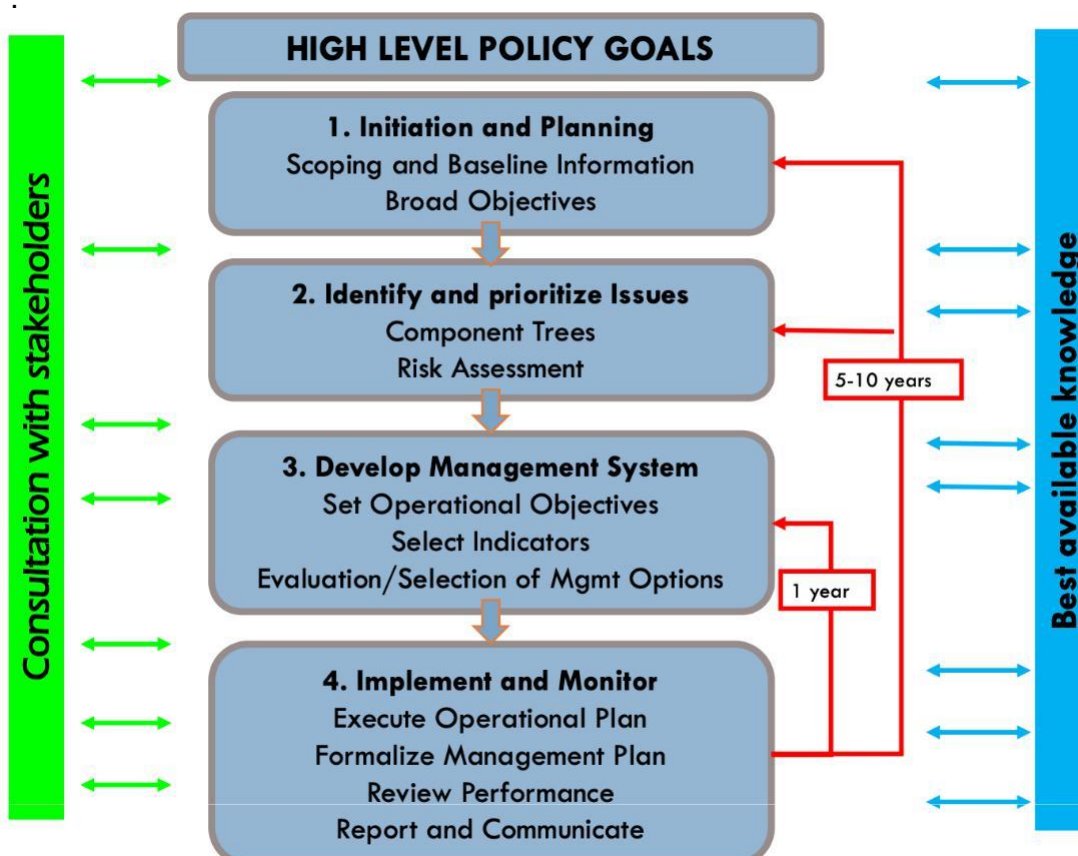 .
HIGH LEVEL POLICY GOALS
1. Initiation and Planning
Scoping and Baseline Information
Broad Objectives
2. Identify and prioritize Issues
Component Trees
Risk Assessment
5-10 years
3. Develop Management System
Set Operational Objectives
Select Indicators
Evaluation/Selection of Mgmt Options
1 year
4. Implement and Monitor
Execute Operational Plan
Formalize Management Plan
Review Performance
Report and Communicate
Consultation with stakeholders
Best available knowledge